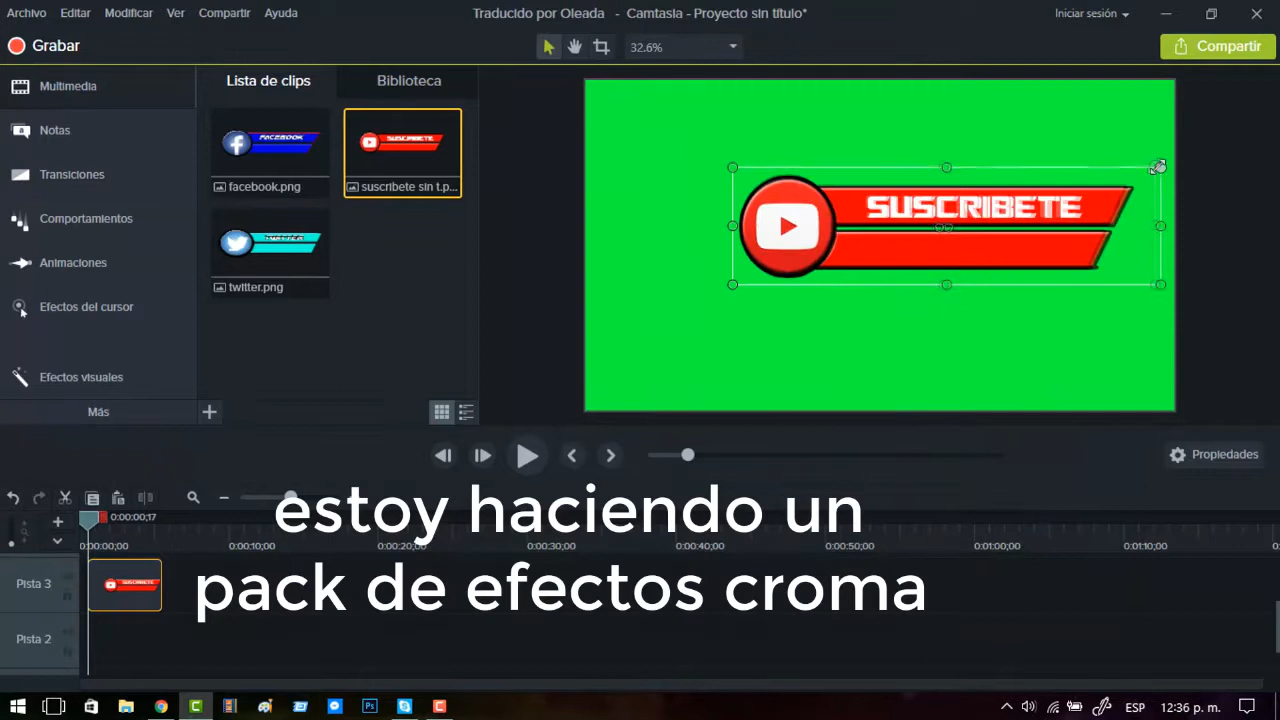 Archivo Editar Modificar Ver Compartir Ayuda Traducido por Oleada - Camtasia - Proyecto sin título* Iniciar sesión
Grabar 32.6% Compartir
Multimedia Lista de clips Biblioteca
Notas
Transiciones
Comportamientos
Animaciones
Efectos del cursor
Efectos visuales
Más
FACEBOOK SUSCRIBETE
facebook.png suscribete sin t.p...
twitter.png
SUSCRIBETE
Propiedades
0:00:00;17
0:00:00;00 0:00:10;00 0:00:20;00 0:00:30;00 0:00:40;00 0:00:50;00 0:01:00;00 0:01:10;00
estoy haciendo un
pack de efectos croma
Pista 3 SUSCRIBETE
Pista 2
Ps ESP 12:36 p. m.